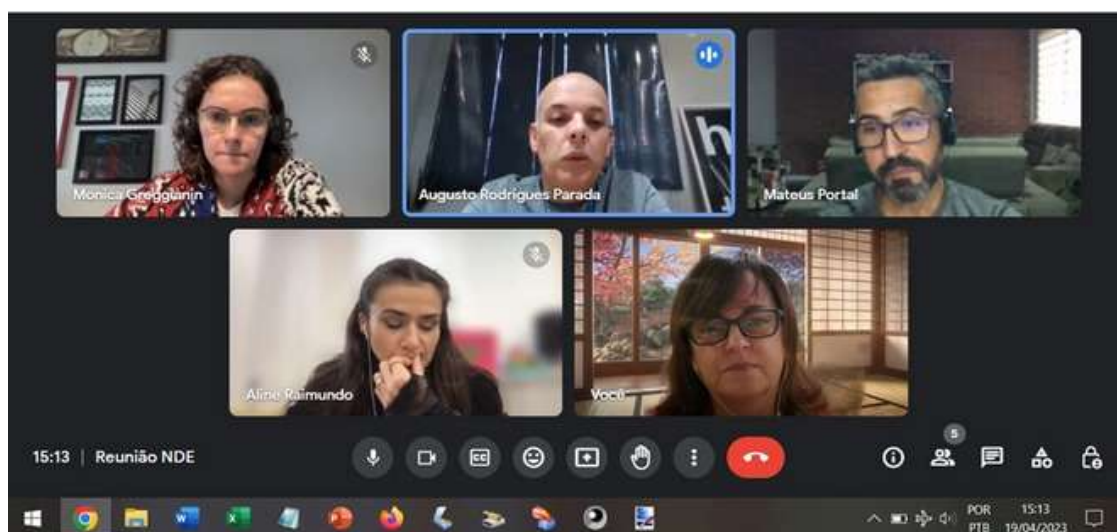 Monica Greggianin
Augusto Rodrigues Parada
Mateus Portal
Aline Raimundo
Você
15:13 | Reunião NDE
CC
5
POR
PTB
15:13
19/04/2023